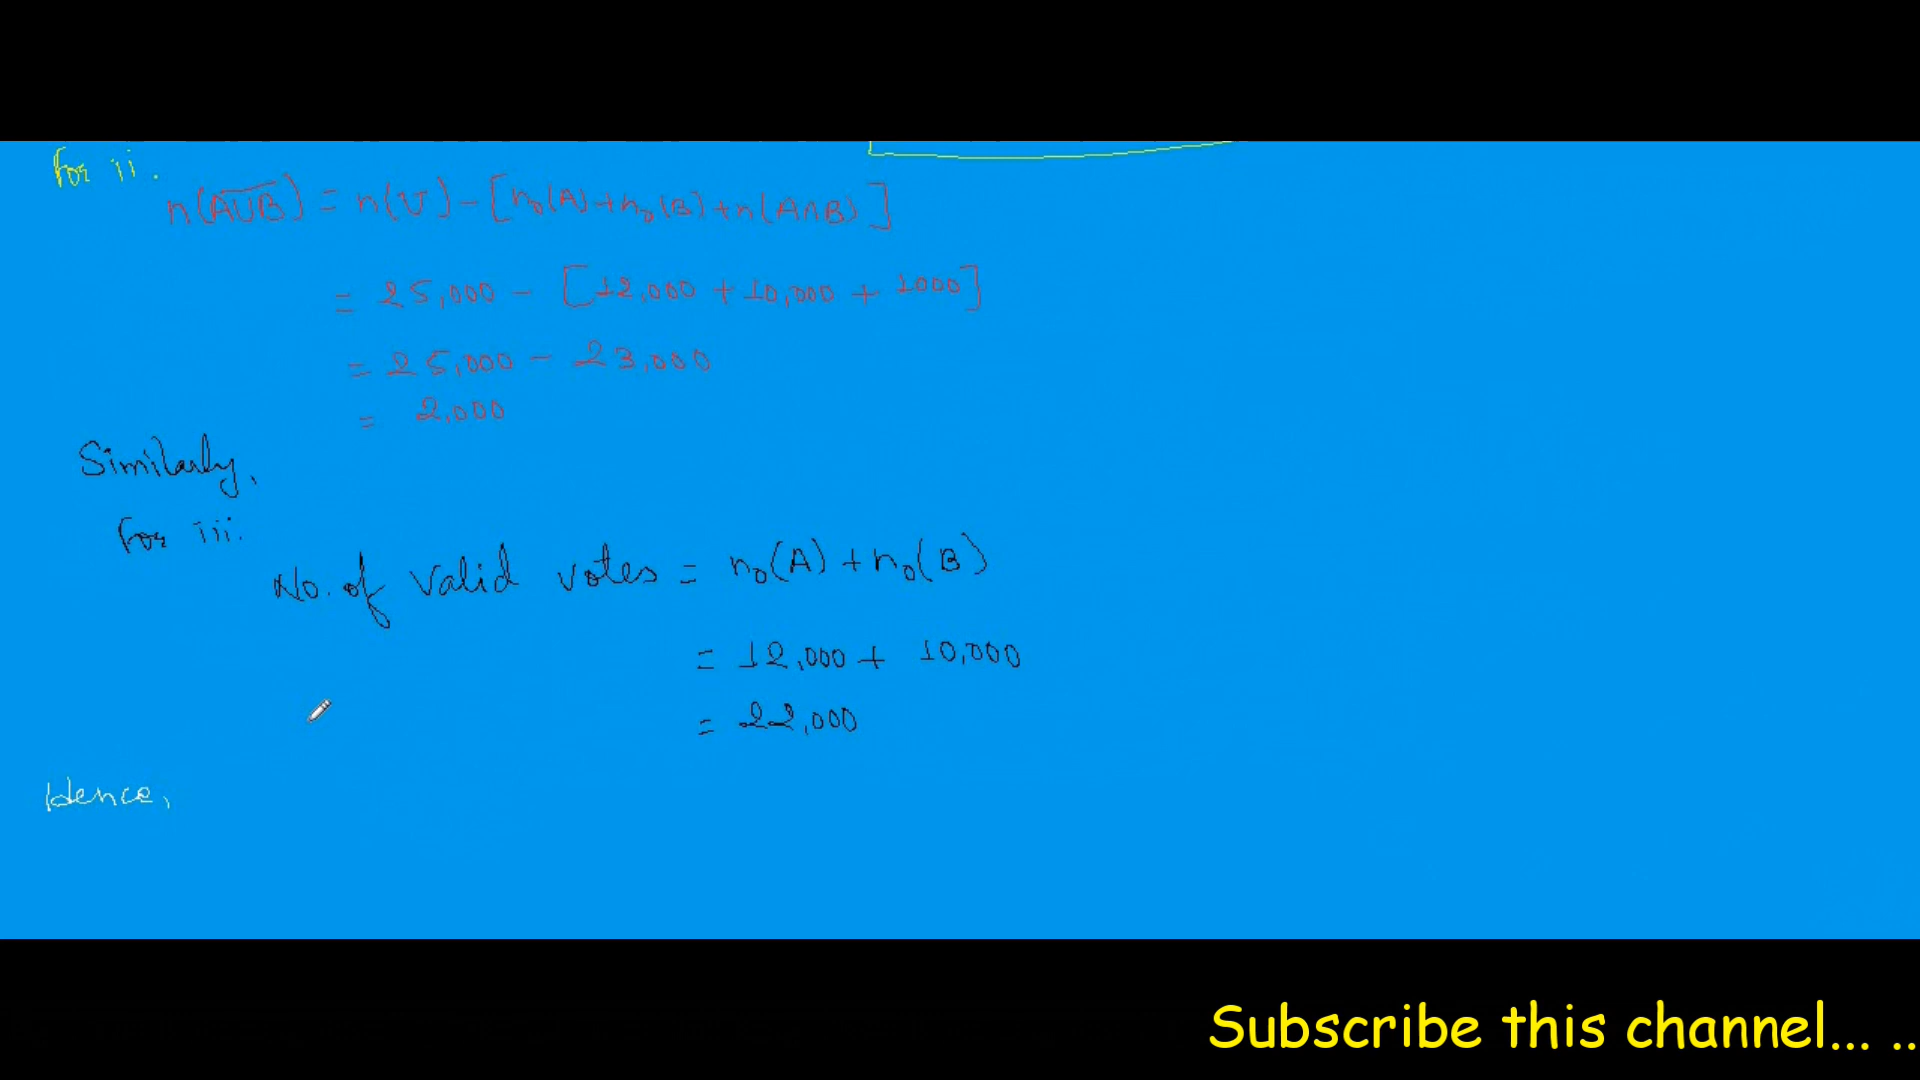 For ii.
n(A∪B)‾ = n(U) - [n₀(A)+n₀(B)+n(A∩B)]
= 25,000 - [12,000 + 10,000 + 1000]
= 25,000 - 23,000
= 2,000
Similarly,
For iii.
No. of valid votes = n₀(A) + n₀(B)
= 12,000 + 10,000
= 22,000
Hence,
Subscribe this channel... ..